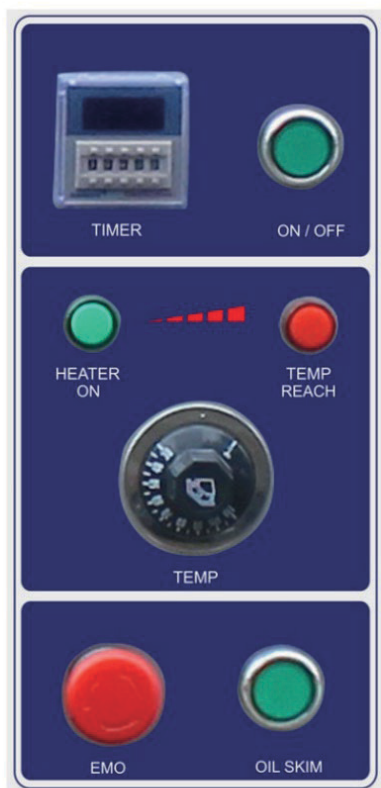 TIMER
ON / OFF
HEATER
ON
TEMP
REACH
TEMP
EMO
OIL SKIM